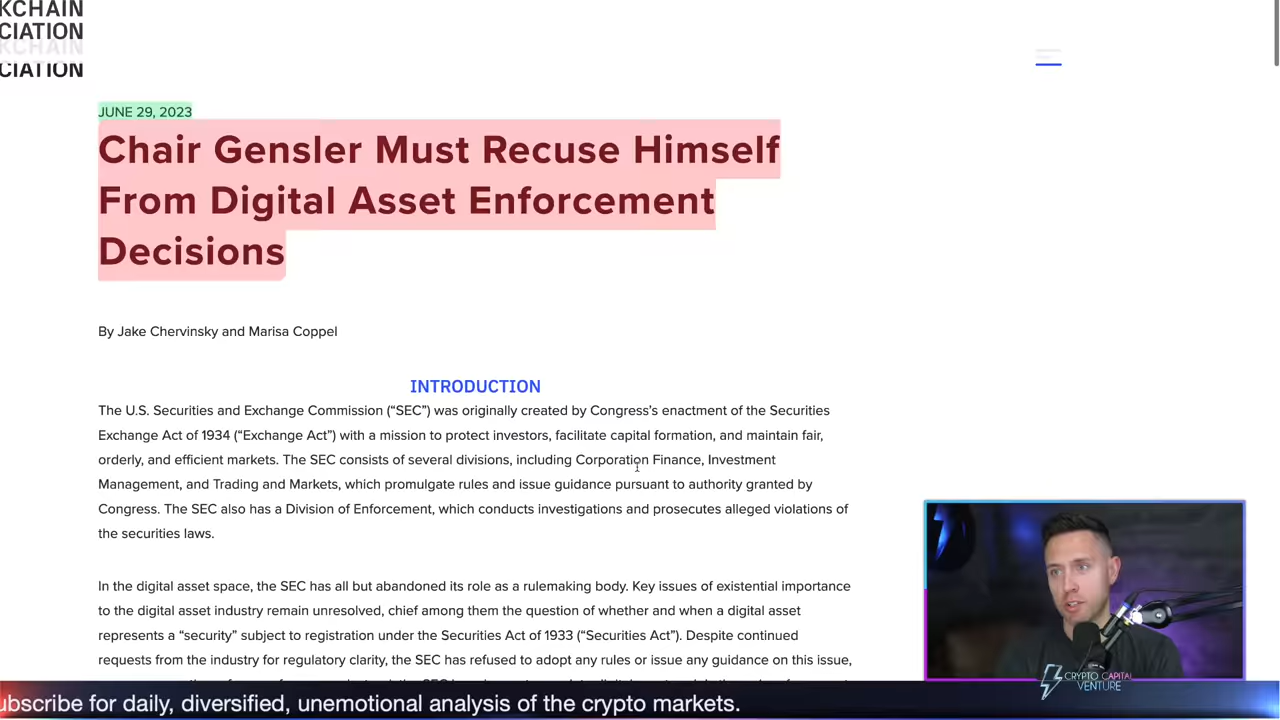 KCHAIN
CIATION
KCHAIN
CIATION
JUNE 29, 2023
Chair Gensler Must Recuse Himself
From Digital Asset Enforcement
Decisions
By Jake Chervinsky and Marisa Coppel
INTRODUCTION
The U.S. Securities and Exchange Commission (“SEC”) was originally created by Congress’s enactment of the Securities
Exchange Act of 1934 (“Exchange Act”) with a mission to protect investors, facilitate capital formation, and maintain fair,
orderly, and efficient markets. The SEC consists of several divisions, including Corporation Finance, Investment
Management, and Trading and Markets, which promulgate rules and issue guidance pursuant to authority granted by
Congress. The SEC also has a Division of Enforcement, which conducts investigations and prosecutes alleged violations of
the securities laws.
In the digital asset space, the SEC has all but abandoned its role as a rulemaking body. Key issues of existential importance
to the digital asset industry remain unresolved, chief among them the question of whether and when a digital asset
represents a “security” subject to registration under the Securities Act of 1933 (“Securities Act”). Despite continued
requests from the industry for regulatory clarity, the SEC has refused to adopt any rules or issue any guidance on this issue,
CRYPTO CAPITAL
VENTURE
ubscribe for daily, diversified, unemotional analysis of the crypto markets.